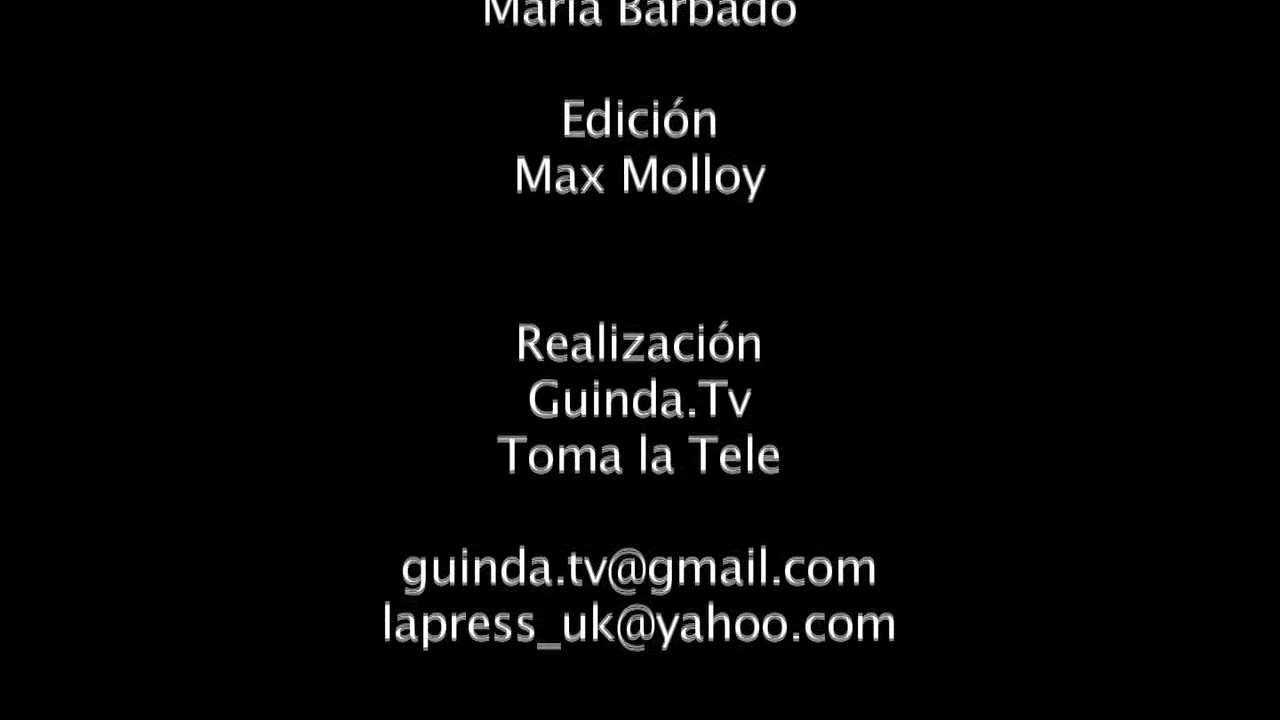 María Barbado
Edición
Max Molloy
Realización
Guinda.Tv
Toma la Tele
guinda.tv@gmail.com
lapress_uk@yahoo.com